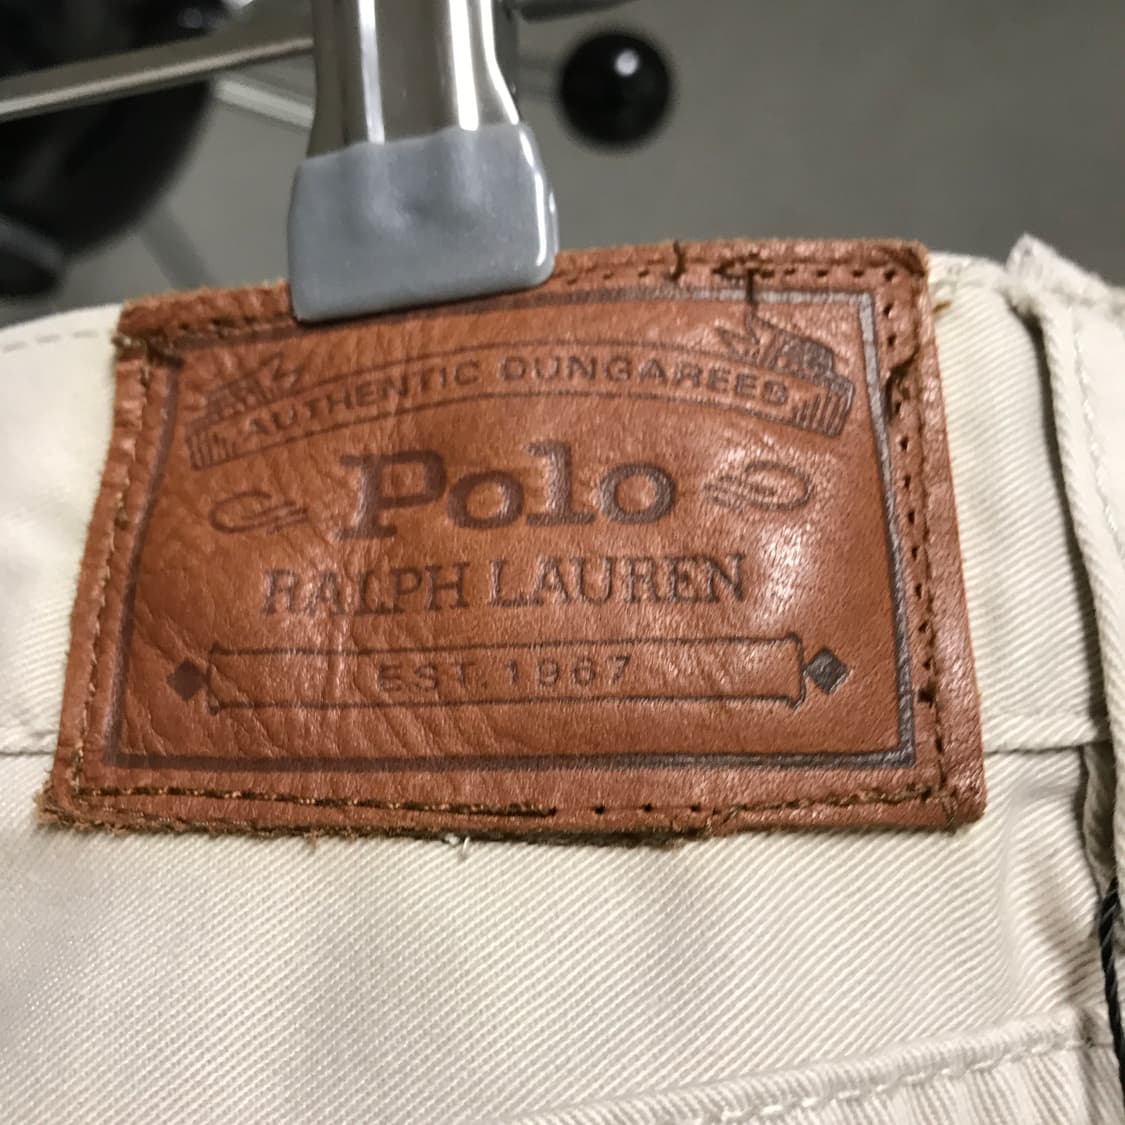 AUTHENTIC DUNGAREES
Polo
RALPH LAUREN
EST. 1967